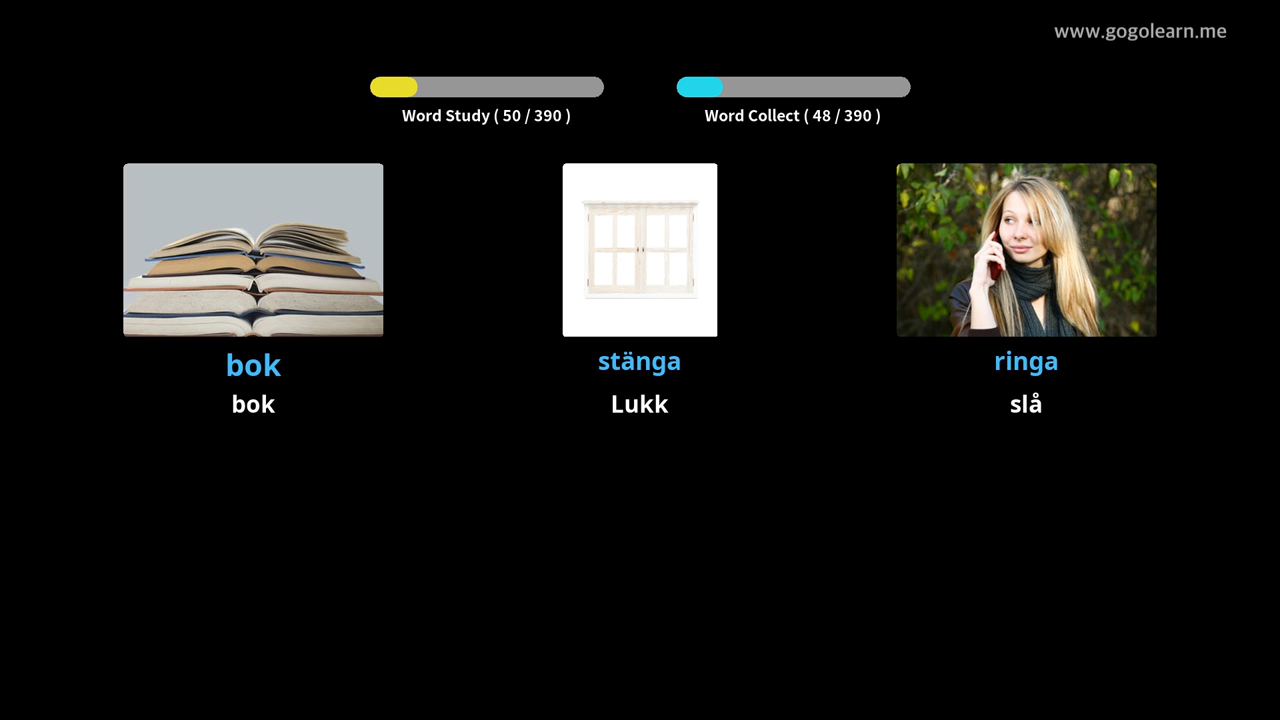 www.gogolearn.me
Word Study ( 50 / 390 )
Word Collect ( 48 / 390 )
bok
stänga
ringa
bok
Lukk
slå